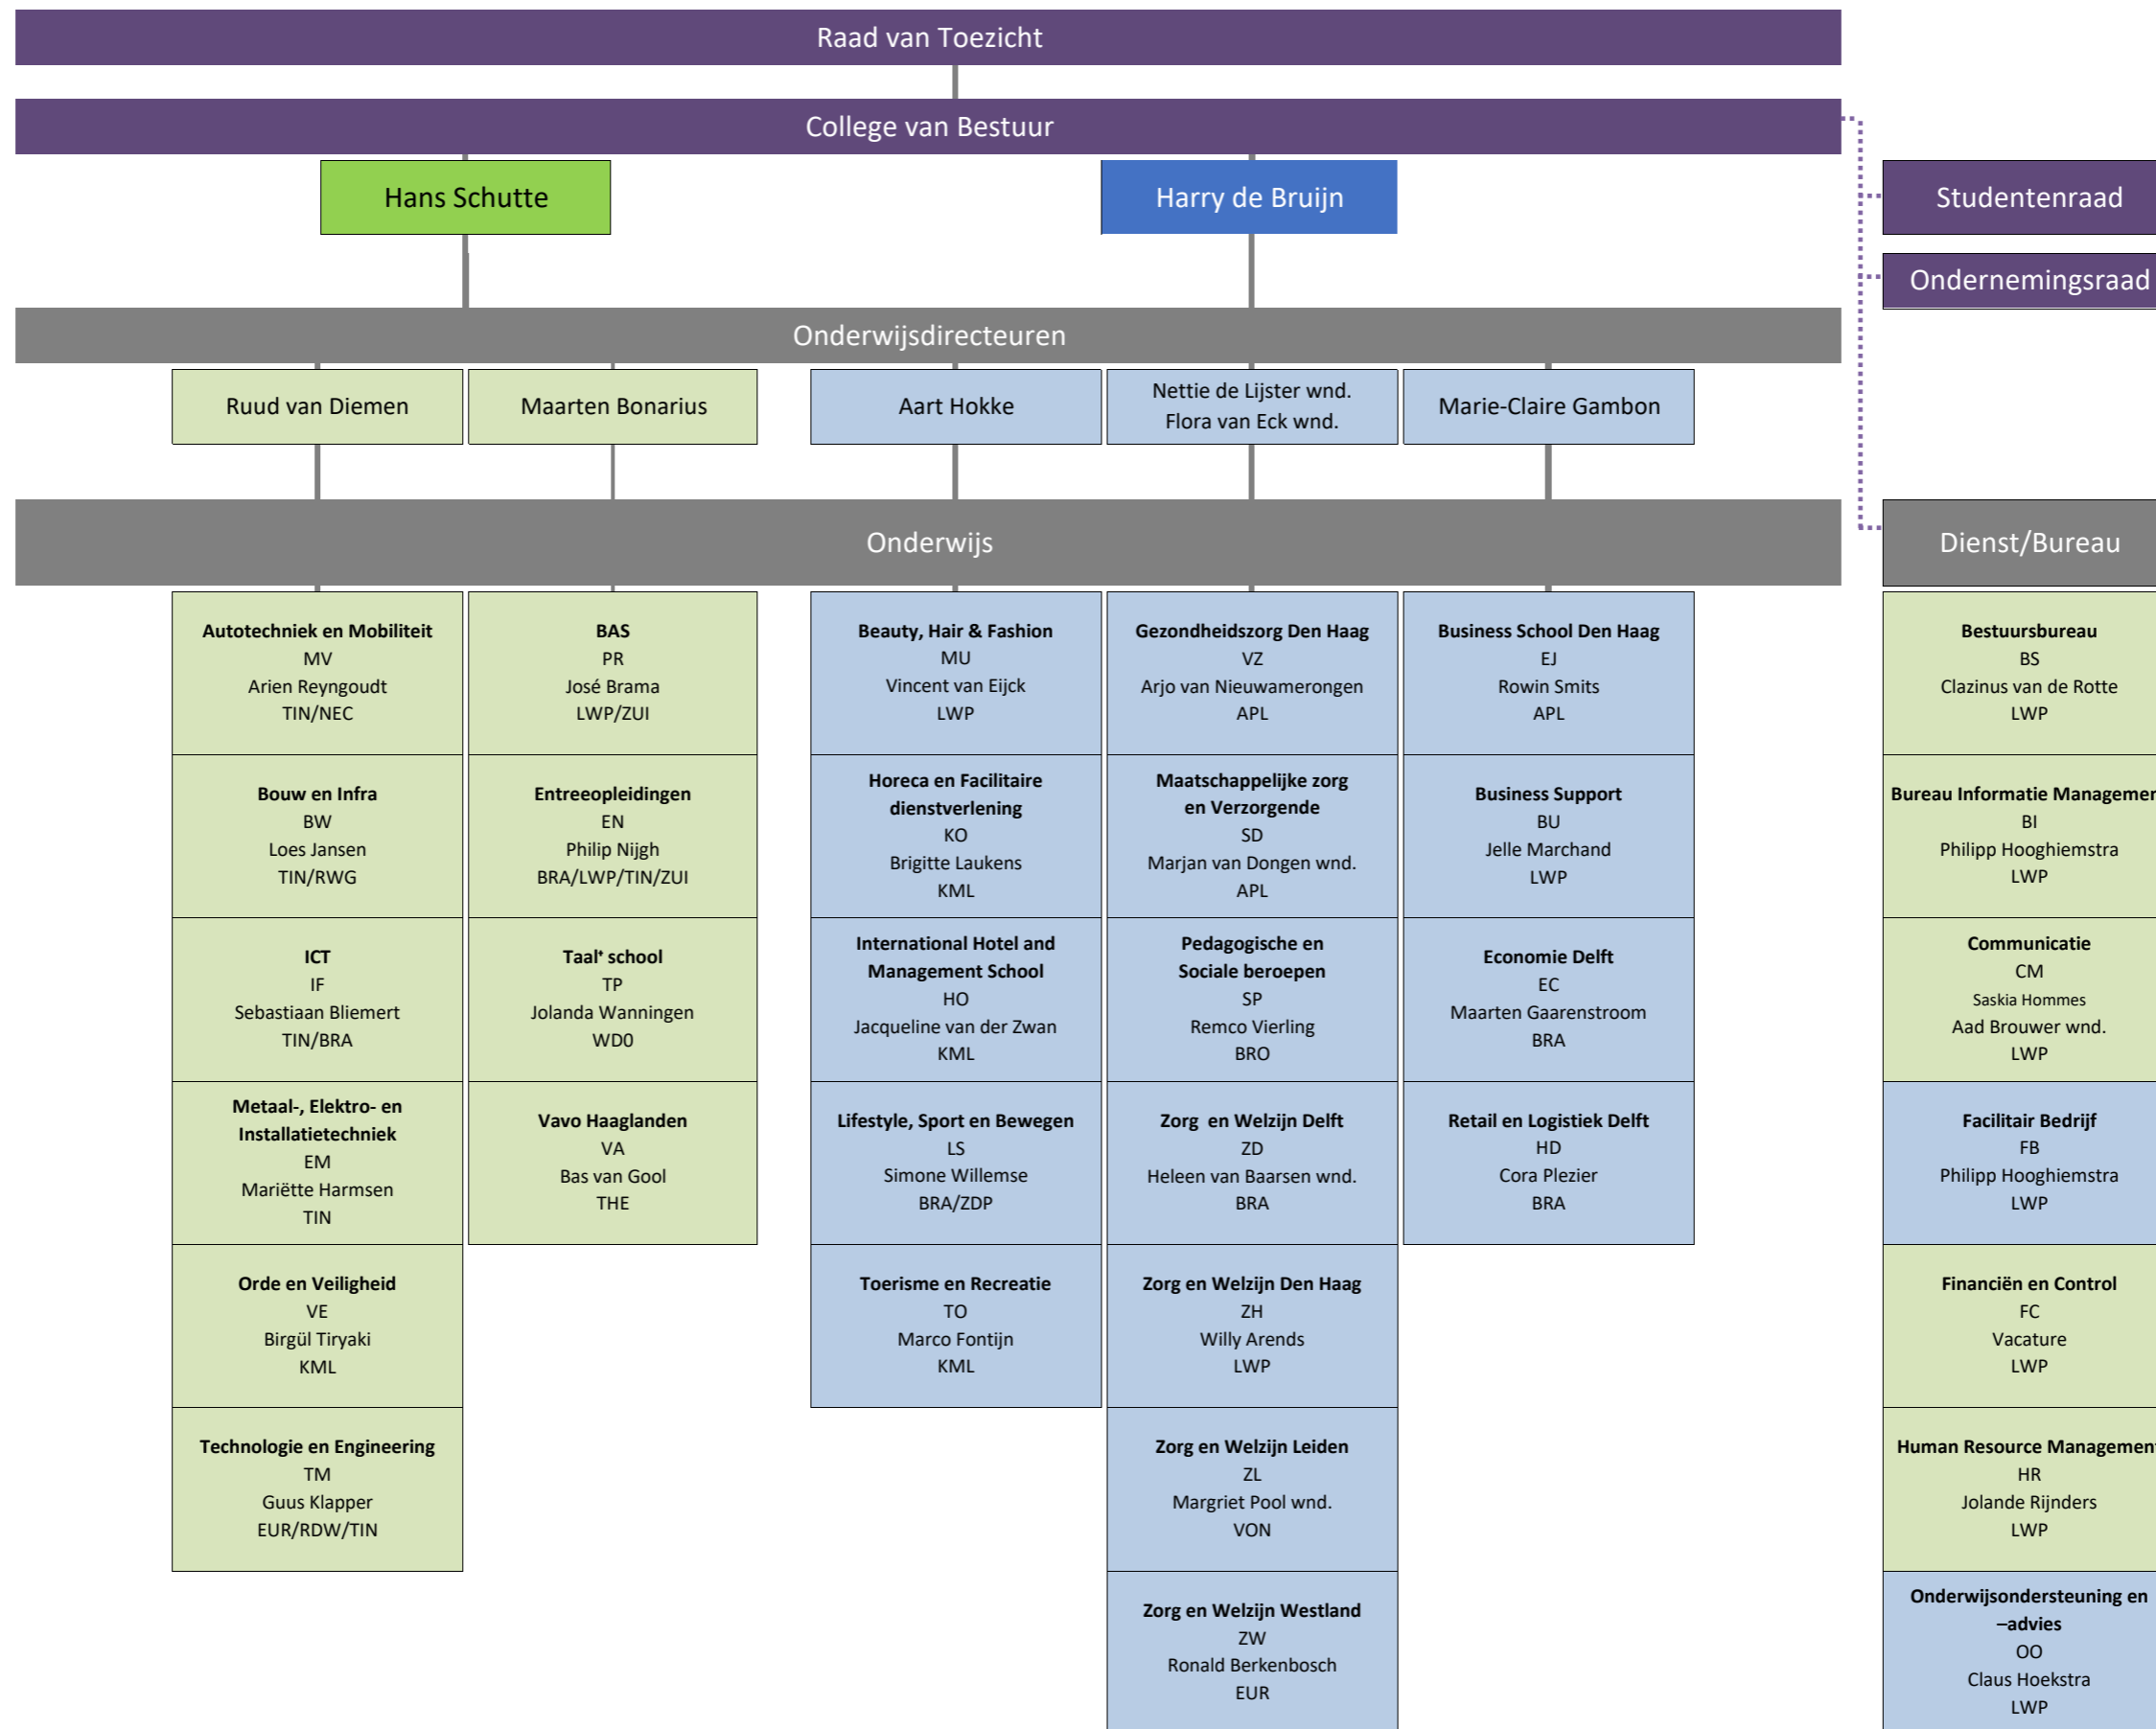 Raad van Toezicht
College van Bestuur
Hans Schutte
Harry de Bruijn
Studentenraad
Ondernemingsraad
Onderwijsdirecteuren
Ruud van Diemen
Maarten Bonarius
Aart Hokke
Nettie de Lijster wnd.
Flora van Eck wnd.
Marie-Claire Gambon
Onderwijs
Dienst/Bureau
Autotechniek en Mobiliteit
MV
Arien Reyngoudt
TIN/NEC
Bouw en Infra
BW
Loes Jansen
TIN/RWG
ICT
IF
Sebastiaan Bliemert
TIN/BRA
Metaal-, Elektro- en
Installatietechniek
EM
Mariëtte Harmsen
TIN
Orde en Veiligheid
VE
Birgül Tiryaki
KML
Technologie en Engineering
TM
Guus Klapper
EUR/RDW/TIN
BAS
PR
José Brama
LWP/ZUI
Entreeopleidingen
EN
Philip Nijgh
BRA/LWP/TIN/ZUI
Taal⁺ school
TP
Jolanda Wanningen
WD0
Vavo Haaglanden
VA
Bas van Gool
THE
Beauty, Hair & Fashion
MU
Vincent van Eijck
LWP
Horeca en Facilitaire
dienstverlening
KO
Brigitte Laukens
KML
International Hotel and
Management School
HO
Jacqueline van der Zwan
KML
Lifestyle, Sport en Bewegen
LS
Simone Willemse
BRA/ZDP
Toerisme en Recreatie
TO
Marco Fontijn
KML
Gezondheidszorg Den Haag
VZ
Arjo van Nieuwamerongen
APL
Maatschappelijke zorg
en Verzorgende
SD
Marjan van Dongen wnd.
APL
Pedagogische en
Sociale beroepen
SP
Remco Vierling
BRO
Zorg en Welzijn Delft
ZD
Heleen van Baarsen wnd.
BRA
Zorg en Welzijn Den Haag
ZH
Willy Arends
LWP
Zorg en Welzijn Leiden
ZL
Margriet Pool wnd.
VON
Zorg en Welzijn Westland
ZW
Ronald Berkenbosch
EUR
Business School Den Haag
EJ
Rowin Smits
APL
Business Support
BU
Jelle Marchand
LWP
Economie Delft
EC
Maarten Gaarenstroom
BRA
Retail en Logistiek Delft
HD
Cora Plezier
BRA
Bestuursbureau
BS
Clazinus van de Rotte
LWP
Bureau Informatie Managemen
BI
Philipp Hooghiemstra
LWP
Communicatie
CM
Saskia Hommes
Aad Brouwer wnd.
LWP
Facilitair Bedrijf
FB
Philipp Hooghiemstra
LWP
Financiën en Control
FC
Vacature
LWP
Human Resource Management
HR
Jolande Rijnders
LWP
Onderwijsondersteuning en
–advies
OO
Claus Hoekstra
LWP